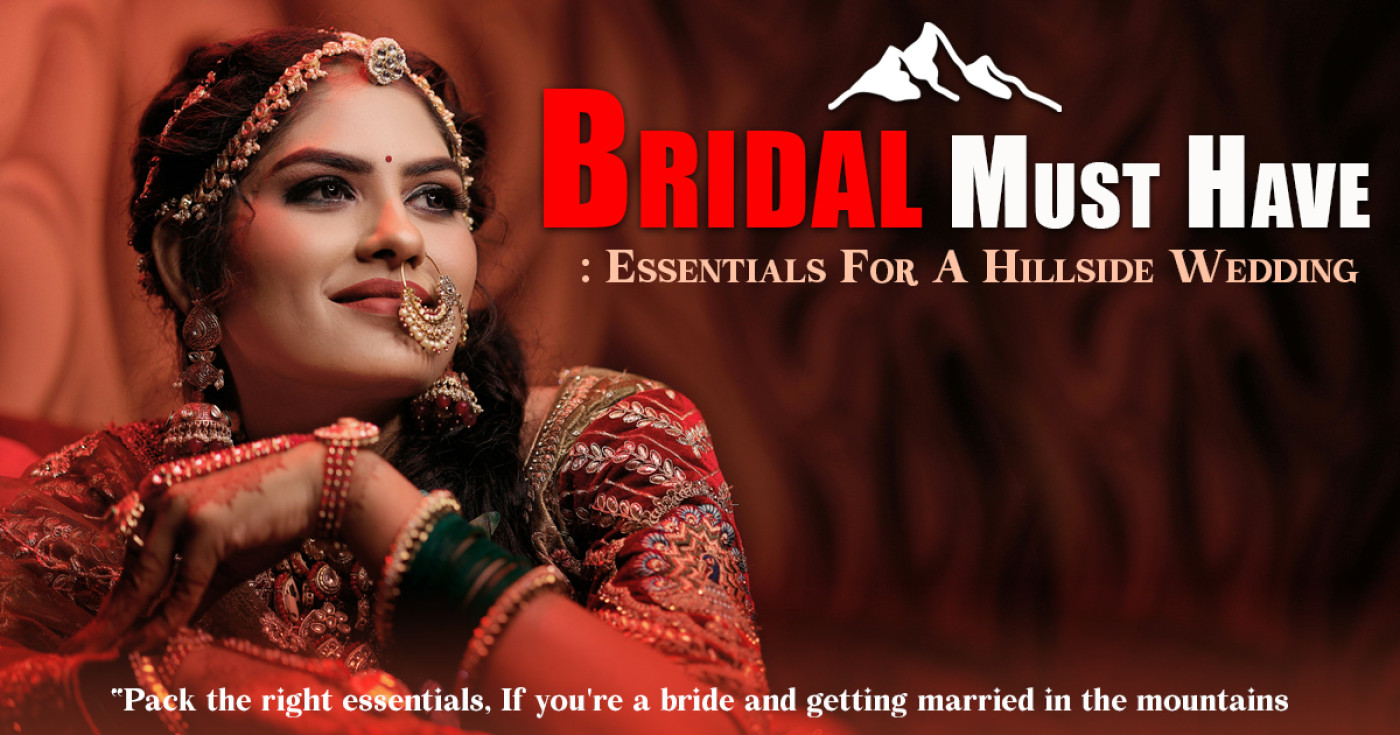 BRIDAL MUST HAVE
: ESSENTIALS FOR A HILLSIDE WEDDING
“Pack the right essentials, If you're a bride and getting married in the mountains